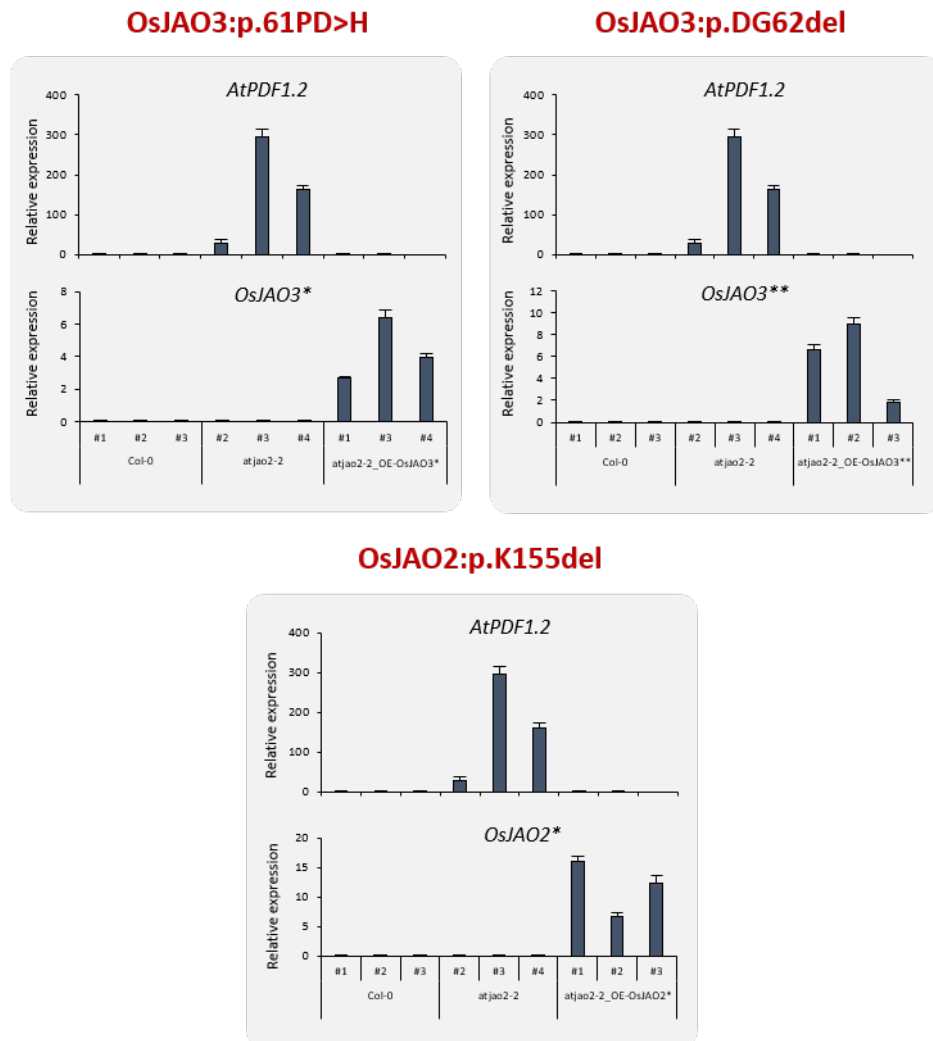 OsJAO3:p.61PD>H
AtPDF1.2
400
300
200
100
0
Relative expression
OsJAO3*
8
6
4
2
0
Relative expression
#1 #2 #3 #2 #3 #4 #1 #3 #4
Col-0 atjao2-2 atjao2-2_OE-OsJAO3*
OsJAO3:p.DG62del
AtPDF1.2
400
300
200
100
0
Relative expression
OsJAO3**
12
10
8
6
4
2
0
Relative expression
#1 #2 #3 #2 #3 #4 #1 #2 #3
Col-0 atjao2-2 atjao2-2_OE-OsJAO3**
OsJAO2:p.K155del
AtPDF1.2
400
300
200
100
0
Relative expression
OsJAO2*
20
15
10
5
0
Relative expression
#1 #2 #3 #2 #3 #4 #1 #2 #3
Col-0 atjao2-2 atjao2-2_OE-OsJAO2*